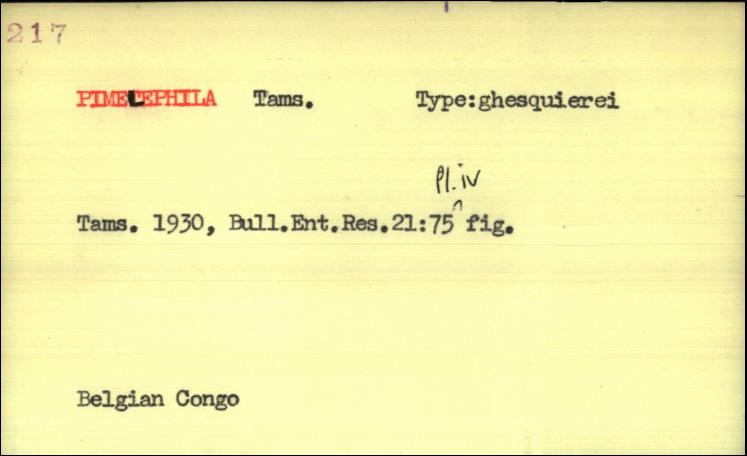 217
PIMELEPHILA Tams. Type:ghesquierei
Pl.iv
Tams. 1930, Bull.Ent.Res.21:75 ^ fig.
Belgian Congo